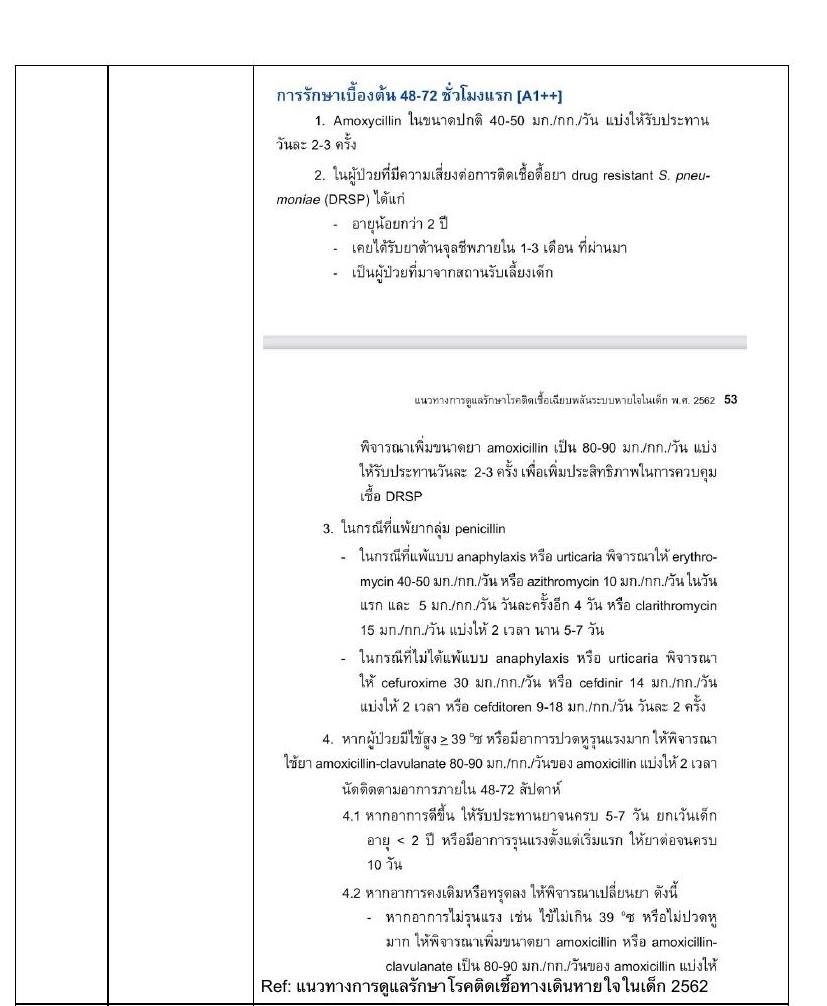 การรักษาเบื้องต้น 48-72 ชั่วโมงแรก [A1++]
1. Amoxycillin ในขนาดปกติ 40-50 มก./กก./วัน แบ่งให้รับประทาน
วันละ 2-3 ครั้ง
2. ในผู้ป่วยที่มีความเสี่ยงต่อการติดเชื้อดื้อยา drug resistant S. pneu-
moniae (DRSP) ได้แก่
- อายุน้อยกว่า 2 ปี
- เคยได้รับยาต้านจุลชีพภายใน 1-3 เดือน ที่ผ่านมา
- เป็นผู้ป่วยที่มาจากสถานรับเลี้ยงเด็ก
แนวทางการดูแลรักษาโรคติดเชื้อเฉียบพลันระบบหายใจในเด็ก พ.ศ. 2562 53
พิจารณาเพิ่มขนาดยา amoxicillin เป็น 80-90 มก./กก./วัน แบ่ง
ให้รับประทานวันละ 2-3 ครั้ง เพื่อเพิ่มประสิทธิภาพในการควบคุม
เชื้อ DRSP
3. ในกรณีที่แพ้ยากลุ่ม penicillin
- ในกรณีที่แพ้แบบ anaphylaxis หรือ urticaria พิจารณาให้ erythro-
mycin 40-50 มก./กก./วัน หรือ azithromycin 10 มก./กก./วัน ในวัน
แรก และ 5 มก./กก./วัน วันละครั้งอีก 4 วัน หรือ clarithromycin
15 มก./กก./วัน แบ่งให้ 2 เวลา นาน 5-7 วัน
- ในกรณีที่ไม่ได้แพ้แบบ anaphylaxis หรือ urticaria พิจารณา
ให้ cefuroxime 30 มก./กก./วัน หรือ cefdinir 14 มก./กก./วัน
แบ่งให้ 2 เวลา หรือ cefditoren 9-18 มก./กก./วัน วันละ 2 ครั้ง
4. หากผู้ป่วยมีไข้สูง ≥ 39 °ซ หรือมีอาการปวดหูรุนแรงมาก ให้พิจารณา
ใช้ยา amoxicillin-clavulanate 80-90 มก./กก./วันของ amoxicillin แบ่งให้ 2 เวลา
นัดติดตามอาการภายใน 48-72 สัปดาห์
4.1 หากอาการดีขึ้น ให้รับประทานยาจนครบ 5-7 วัน ยกเว้นเด็ก
อายุ < 2 ปี หรือมีอาการรุนแรงตั้งแต่เริ่มแรก ให้ยาต่อจนครบ
10 วัน
4.2 หากอาการคงเดิมหรือทรุดลง ให้พิจารณาเปลี่ยนยา ดังนี้
- หากอาการไม่รุนแรง เช่น ไข้ไม่เกิน 39 °ซ หรือไม่ปวดหู
มาก ให้พิจารณาเพิ่มขนาดยา amoxicillin หรือ amoxicillin-
clavulanate เป็น 80-90 มก./กก./วันของ amoxicillin แบ่งให้
Ref: แนวทางการดูแลรักษาโรคติดเชื้อทางเดินหายใจในเด็ก 2562